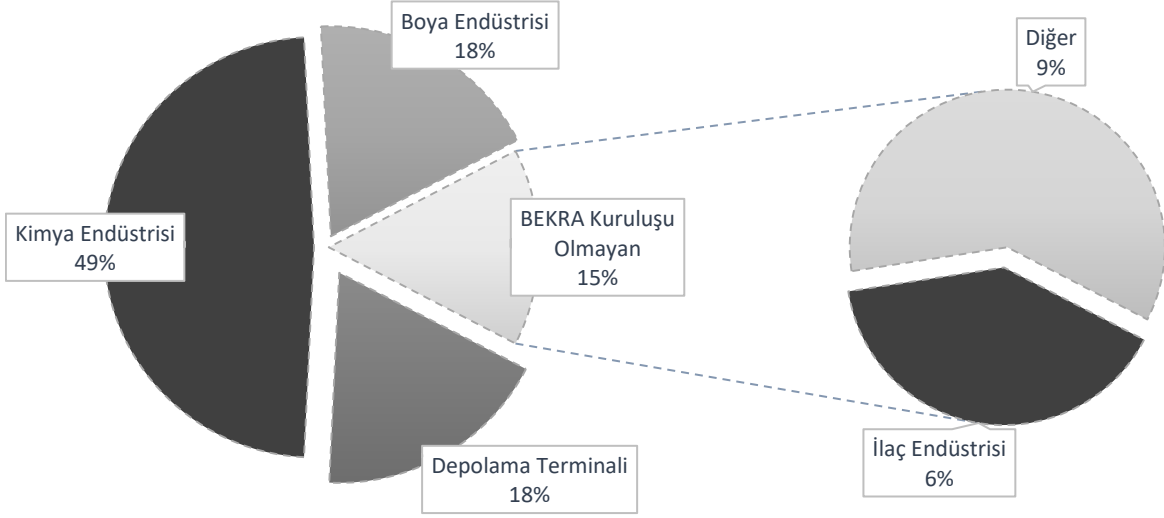 Boya Endüstrisi
18%
Diğer
9%
Kimya Endüstrisi
49%
BEKRA Kuruluşu
Olmayan
15%
Depolama Terminali
18%
İlaç Endüstrisi
6%